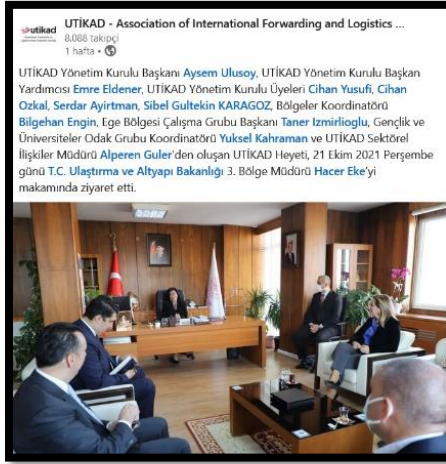 utikad
UTİKAD - Association of International Forwarding and Logistics ...
8.088 takipçi
1 hafta •
UTİKAD Yönetim Kurulu Başkanı Aysem Ulusoy, UTİKAD Yönetim Kurulu Başkan
Yardımcısı Emre Eldener, UTİKAD Yönetim Kurulu Üyeleri Cihan Yusufi, Cihan
Ozkal, Serdar Ayirtman, Sibel Gultekin KARAGOZ, Bölgeler Koordinatörü
Bilgehan Engin, Ege Bölgesi Çalışma Grubu Başkanı Taner Izmirlioglu, Gençlik ve
Üniversiteler Odak Grubu Koordinatörü Yuksel Kahraman ve UTİKAD Sektörel
İlişkiler Müdürü Alperen Guler'den oluşan UTİKAD Heyeti, 21 Ekim 2021 Perşembe
günü T.C. Ulaştırma ve Altyapı Bakanlığı 3. Bölge Müdürü Hacer Eke'yi
makamında ziyaret etti.